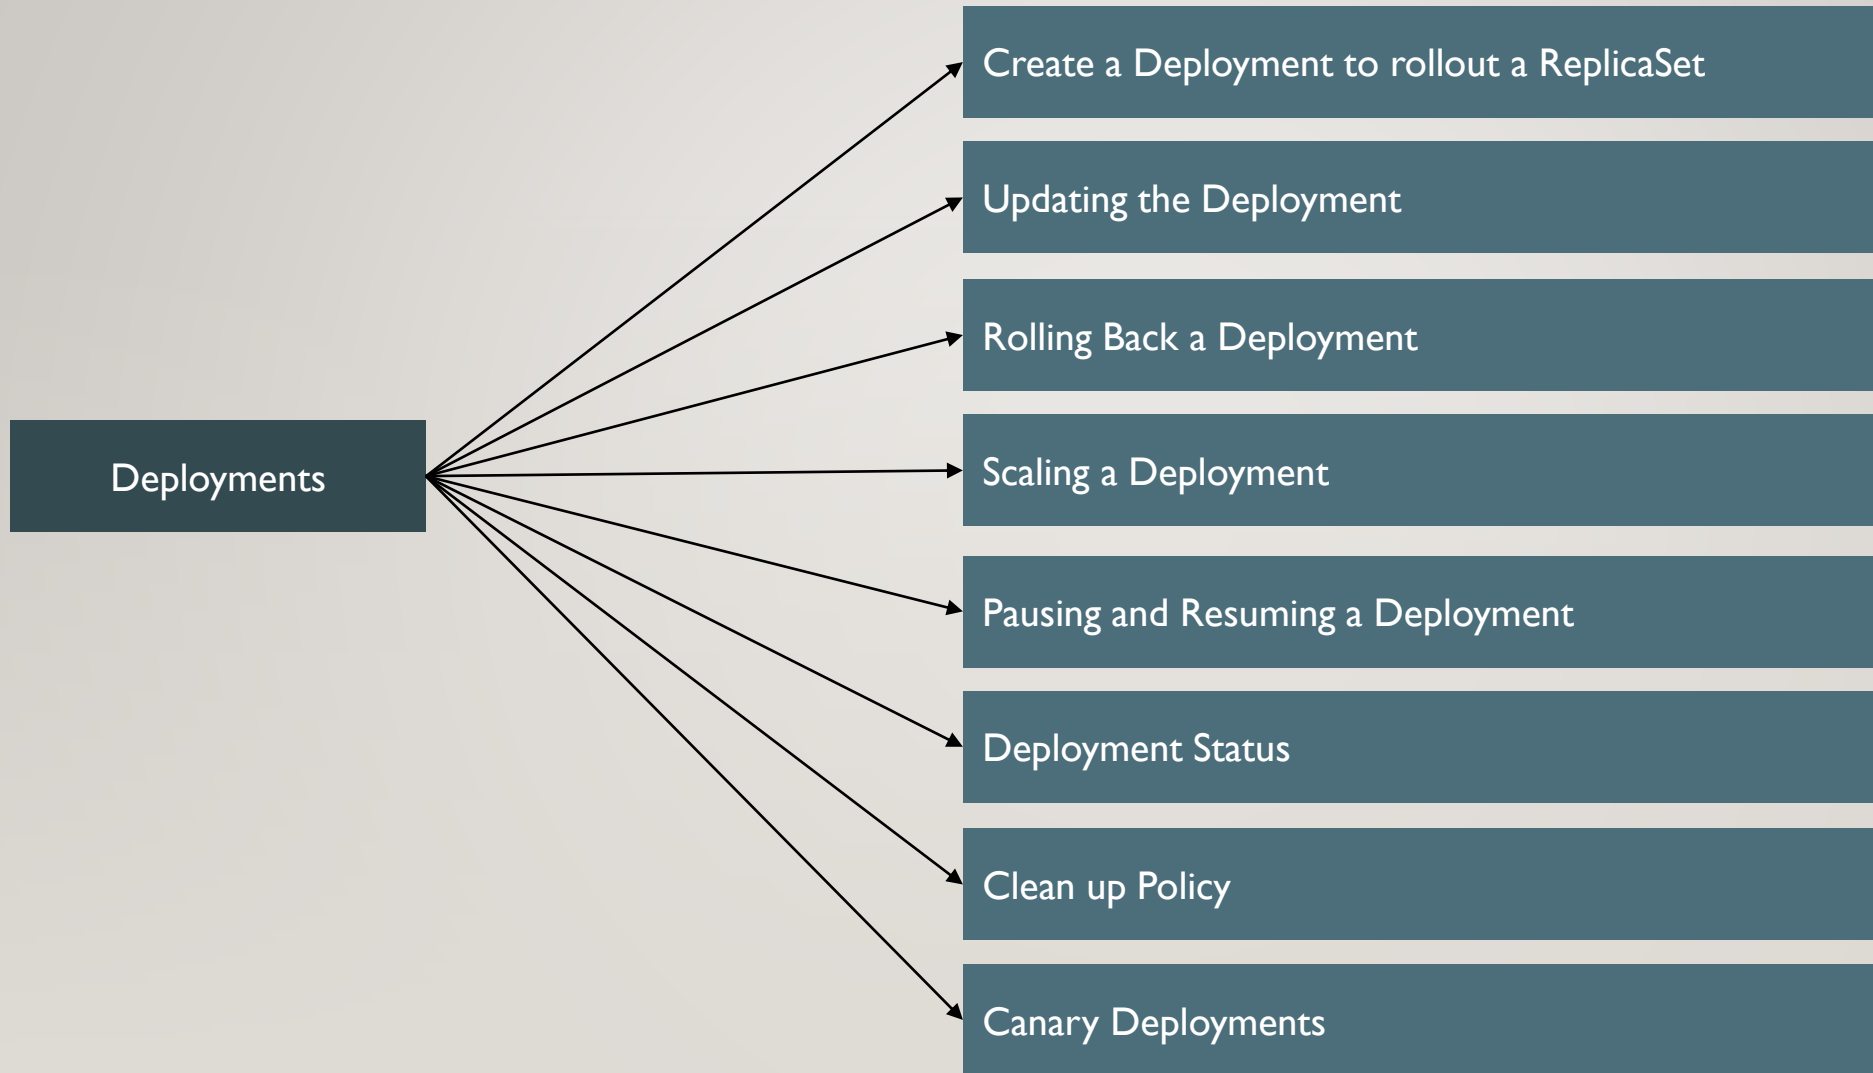 Create a Deployment to rollout a ReplicaSet
Updating the Deployment
Rolling Back a Deployment
Deployments
Scaling a Deployment
Pausing and Resuming a Deployment
Deployment Status
Clean up Policy
Canary Deployments